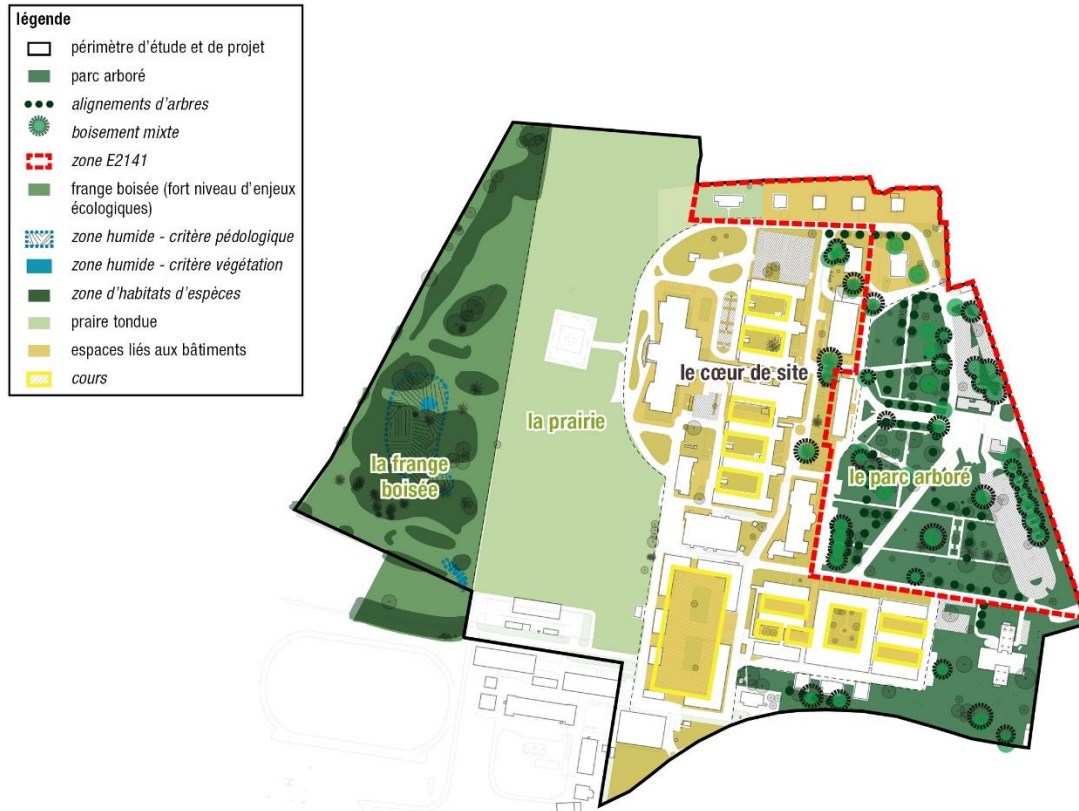 légende
périmètre d'étude et de projet
parc arboré
alignements d'arbres
boisement mixte
zone E2141
frange boisée (fort niveau d'enjeux
écologiques)
zone humide - critère pédologique
zone humide - critère végétation
zone d'habitats d'espèces
praire tondue
espaces liés aux bâtiments
cours
le cœur de site
la prairie
la frange
boisée
le parc arboré